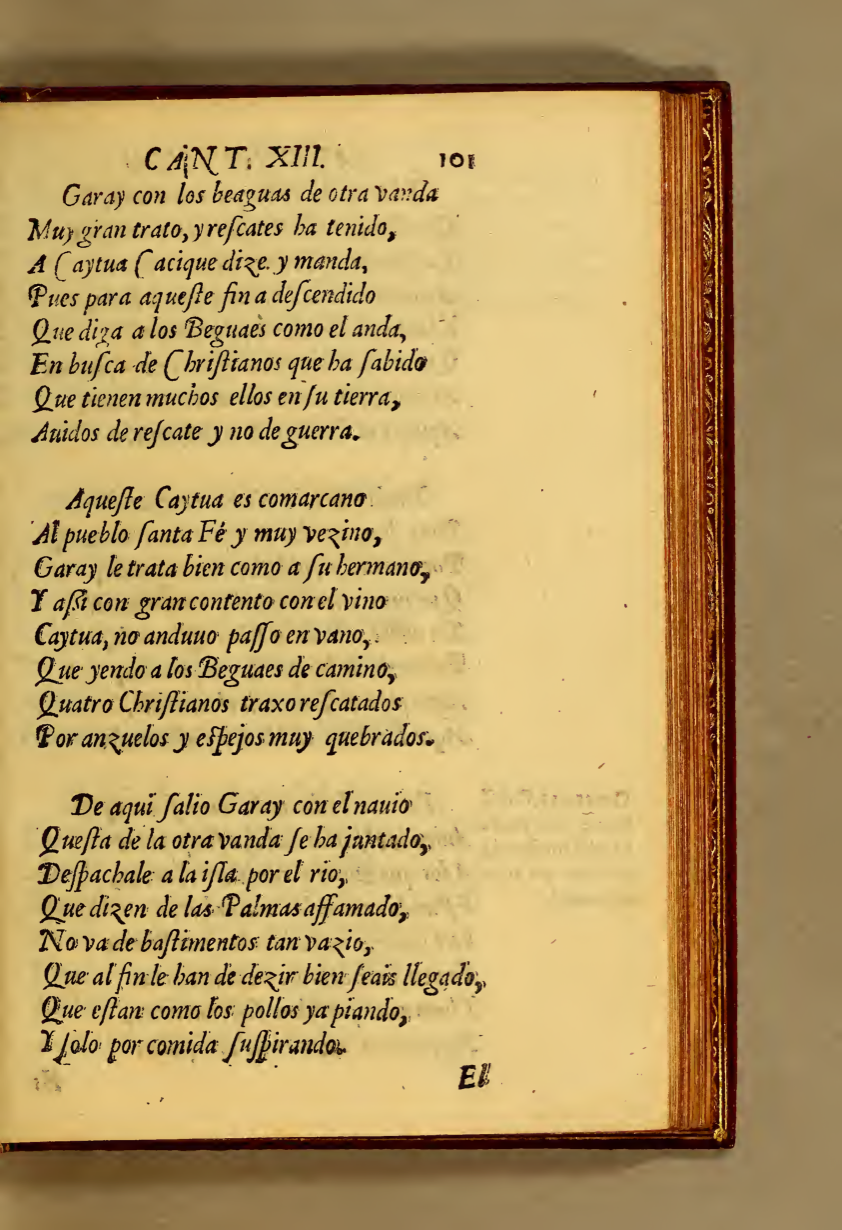 CANT. XIII. 101
Garay con los beaguas de otra vanda
Muy gran trato, y reſcates ha tenido,
A Caytua Cacique dize. y manda,
Pues para aqueſte fin a deſcendido
Que diga a los Beguaes como el anda,
En buſca de Chriſtianos que ha ſabido
Que tienen muchos ellos en ſu tierra,
Auidos de reſcate y no de guerra.
Aqueſte Caytua es comarcano
Al pueblo ſanta Fé y muy vezino,
Garay le trata bien como a ſu hermano,
Y aſsi con gran contento con el vino
Caytua, no anduuo paſſo en vano,
Que yendo a los Beguaes de camino,
Quatro Chriſtianos traxo reſcatados
Por anzuelos y eſpejos muy quebrados.
De aqui ſalio Garay con el nauio
Queſta de la otra vanda ſe ha juntado,
Deſpachale a la iſla por el rio,
Que dizen de las Palmas affamado,
No va de baſtimentos tan vazio,
Que al fin le han de dezir bien ſeais llegado,
Que eſtan como los pollos ya piando,
Y ſolo por comida ſuſpirando.
El